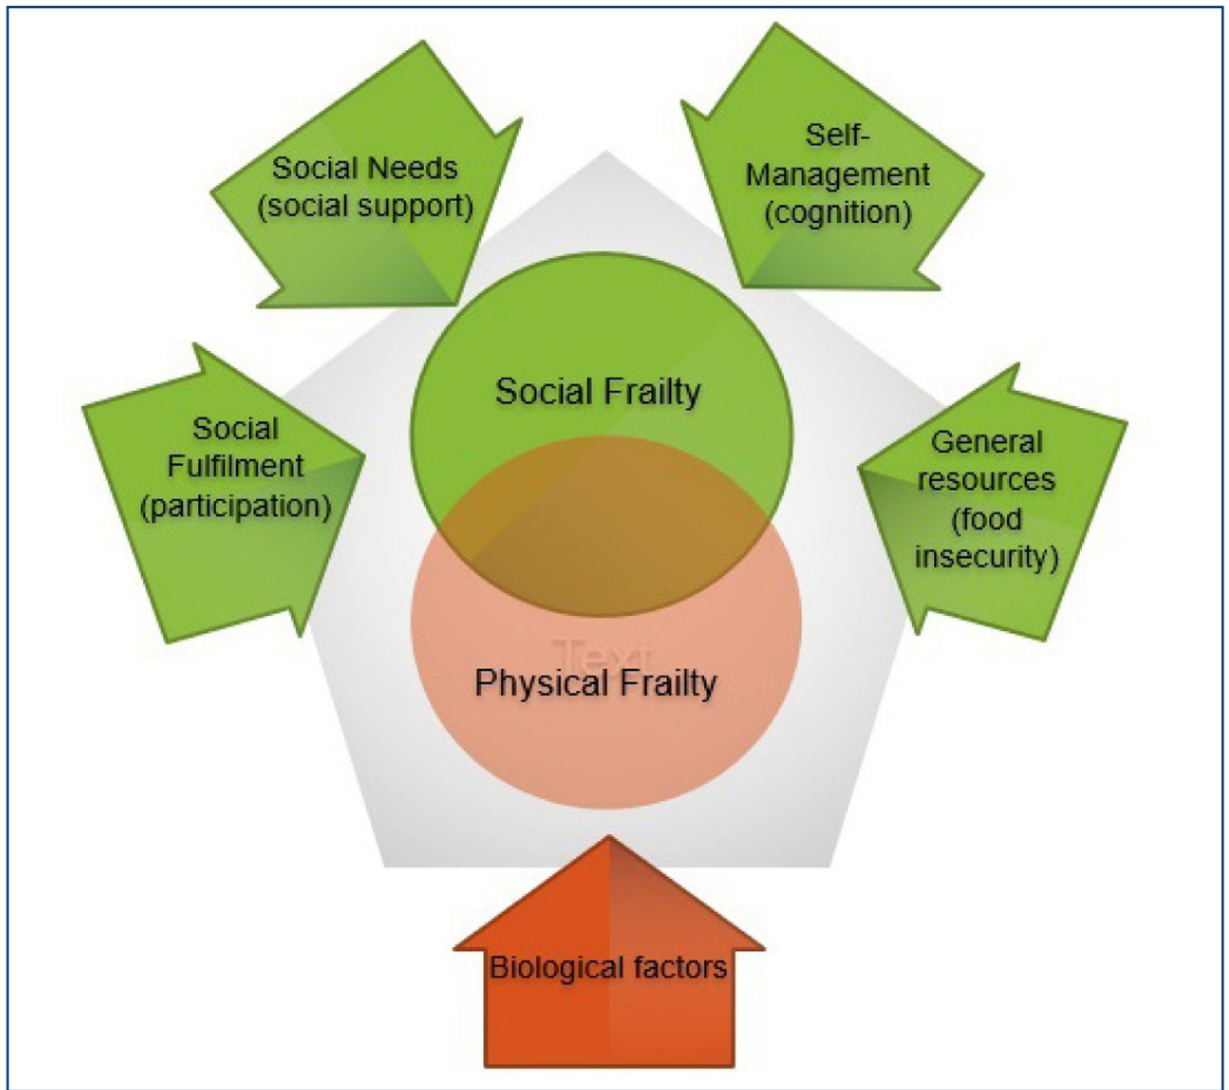 Social Needs
(social support)
Self-
Management
(cognition)
Social Frailty
Social
Fulfilment
(participation)
General
resources
(food
insecurity)
Text
Physical Frailty
Biological factors